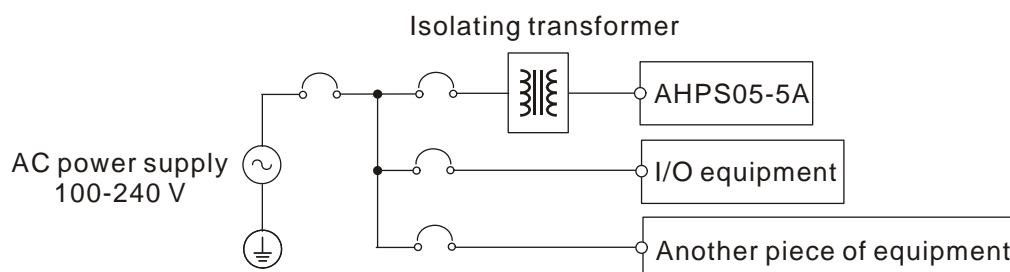 Isolating transformer
AHPS05-5A
AC power supply
100-240 V
I/O equipment
Another piece of equipment